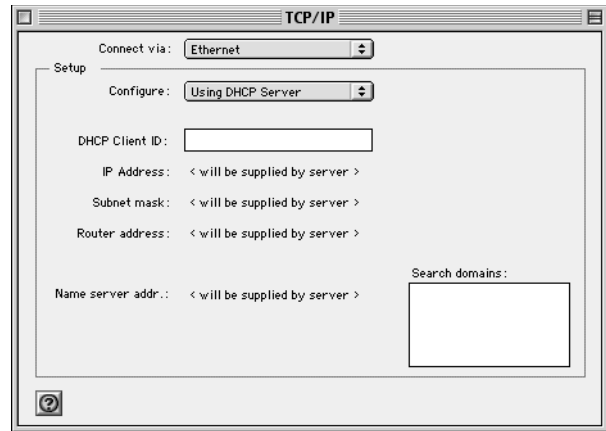 TCP/IP
Connect via: Ethernet
Setup
Configure: Using DHCP Server
DHCP Client ID:
IP Address: < will be supplied by server >
Subnet mask: < will be supplied by server >
Router address: < will be supplied by server >
Search domains:
Name server addr.: < will be supplied by server >
?